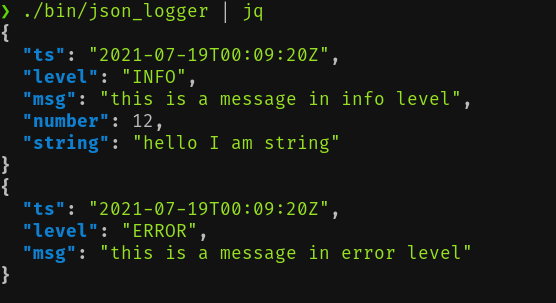 ❯ ./bin/json_logger | jq
{
  "ts": "2021-07-19T00:09:20Z",
  "level": "INFO",
  "msg": "this is a message in info level",
  "number": 12,
  "string": "hello I am string"
}
{
  "ts": "2021-07-19T00:09:20Z",
  "level": "ERROR",
  "msg": "this is a message in error level"
}